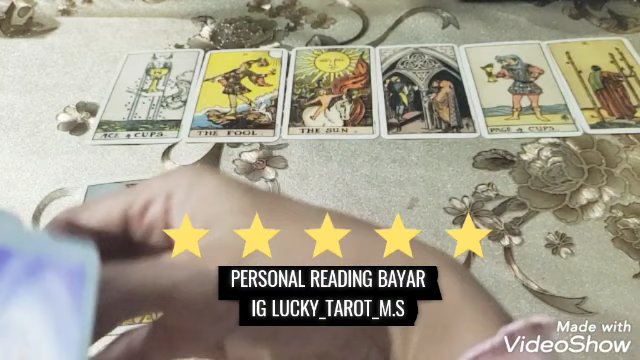 ACE of CUPS.
THE FOOL.
THE SUN.
PAGE of CUPS.
PERSONAL READING BAYAR
IG LUCKY_TAROT_M.S
Made with
VideoShow